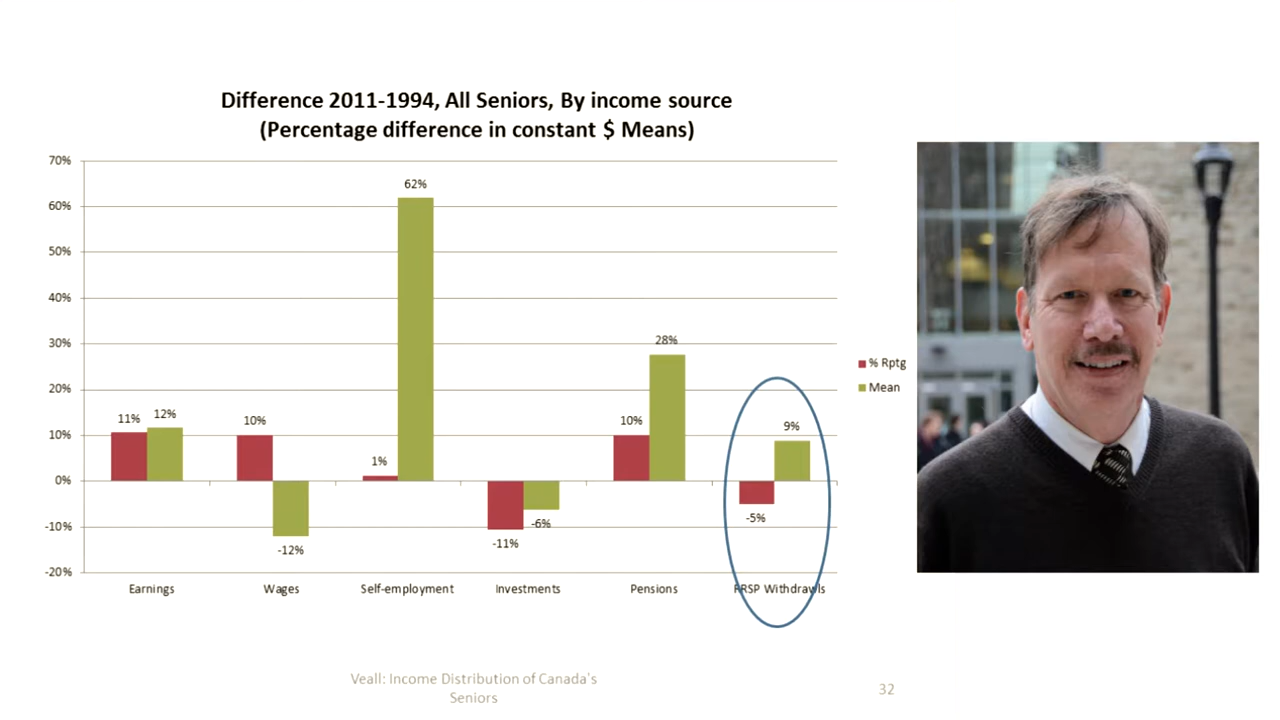 Difference 2011-1994, All Seniors, By income source
(Percentage difference in constant $ Means)
70%
60%
50%
40%
30%
20%
10%
0%
-10%
-20%
11%
12%
10%
-12%
1%
62%
-11%
-6%
10%
28%
-5%
9%
% Rptg
Mean
Earnings
Wages
Self-employment
Investments
Pensions
RRSP Withdrawls
Veall: Income Distribution of Canada's
Seniors
32